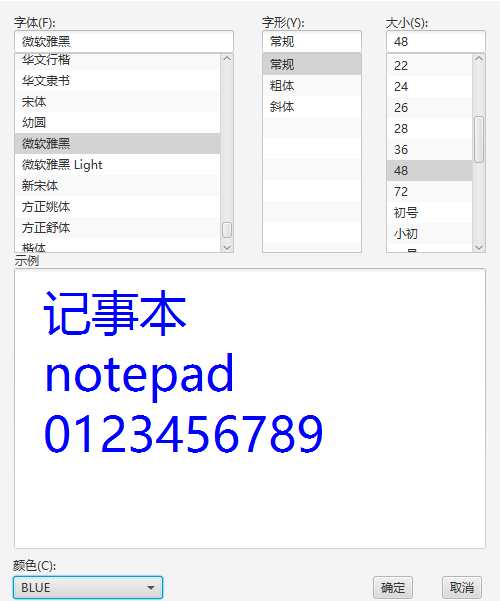 字体(F):
字形(Y):
大小(S):
微软雅黑
常规
48
华文行楷
华文隶书
宋体
幼圆
微软雅黑
微软雅黑 Light
新宋体
方正姚体
方正舒体
楷体
常规
粗体
斜体
22
24
26
28
36
48
72
初号
小初
示例
记事本
notepad
0123456789
颜色(C):
BLUE
确定
取消